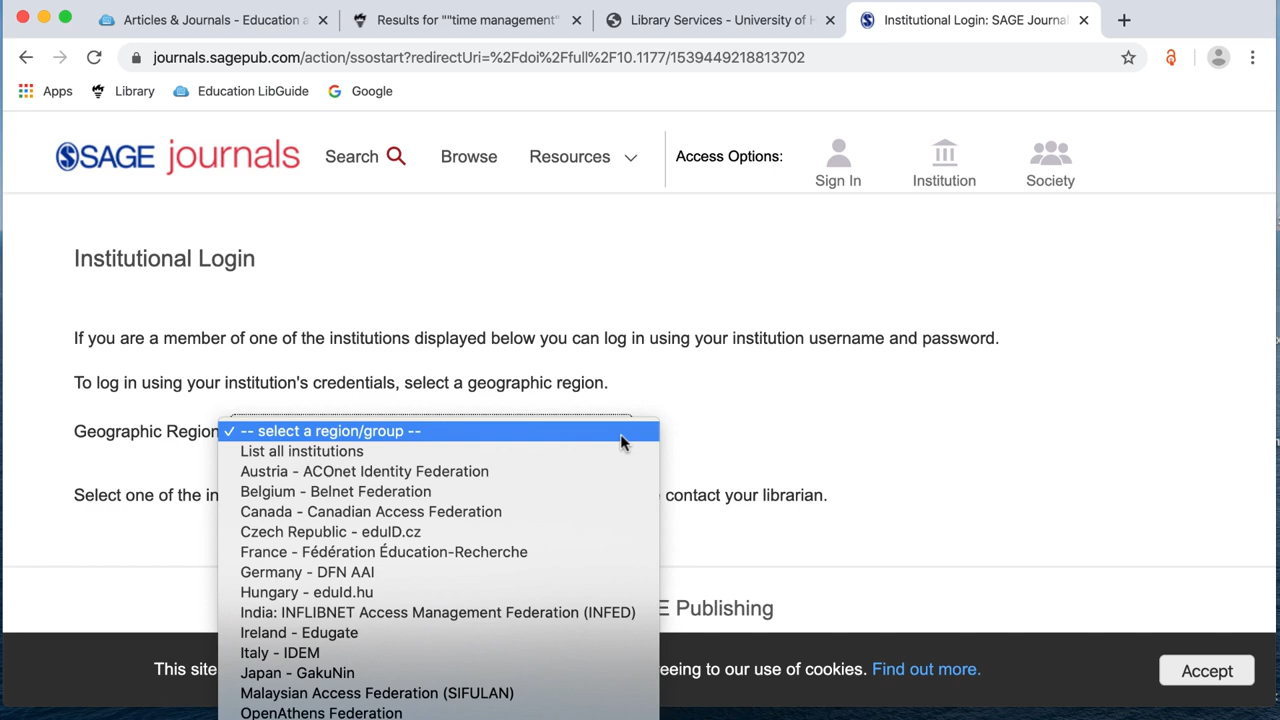 Articles & Journals - Education a
Results for ""time management"
Library Services - University of H
Institutional Login: SAGE Journal
journals.sagepub.com/action/ssostart?redirectUri=%2Fdoi%2Ffull%2F10.1177/1539449218813702
Apps
Library
Education LibGuide
Google
SAGE journals
Search
Browse
Resources
Access Options:
Sign In
Institution
Society
Institutional Login
If you are a member of one of the institutions displayed below you can log in using your institution username and password.
To log in using your institution's credentials, select a geographic region.
Geographic Region
✓ -- select a region/group --
List all institutions
Austria - ACOnet Identity Federation
Belgium - Belnet Federation
Canada - Canadian Access Federation
Czech Republic - eduID.cz
France - Fédération Éducation-Recherche
Germany - DFN AAI
Hungary - eduId.hu
India: INFLIBNET Access Management Federation (INFED)
Ireland - Edugate
Italy - IDEM
Japan - GakuNin
Malaysian Access Federation (SIFULAN)
OpenAthens Federation
Select one of the in
contact your librarian.
E Publishing
This site
eeing to our use of cookies. Find out more.
Accept